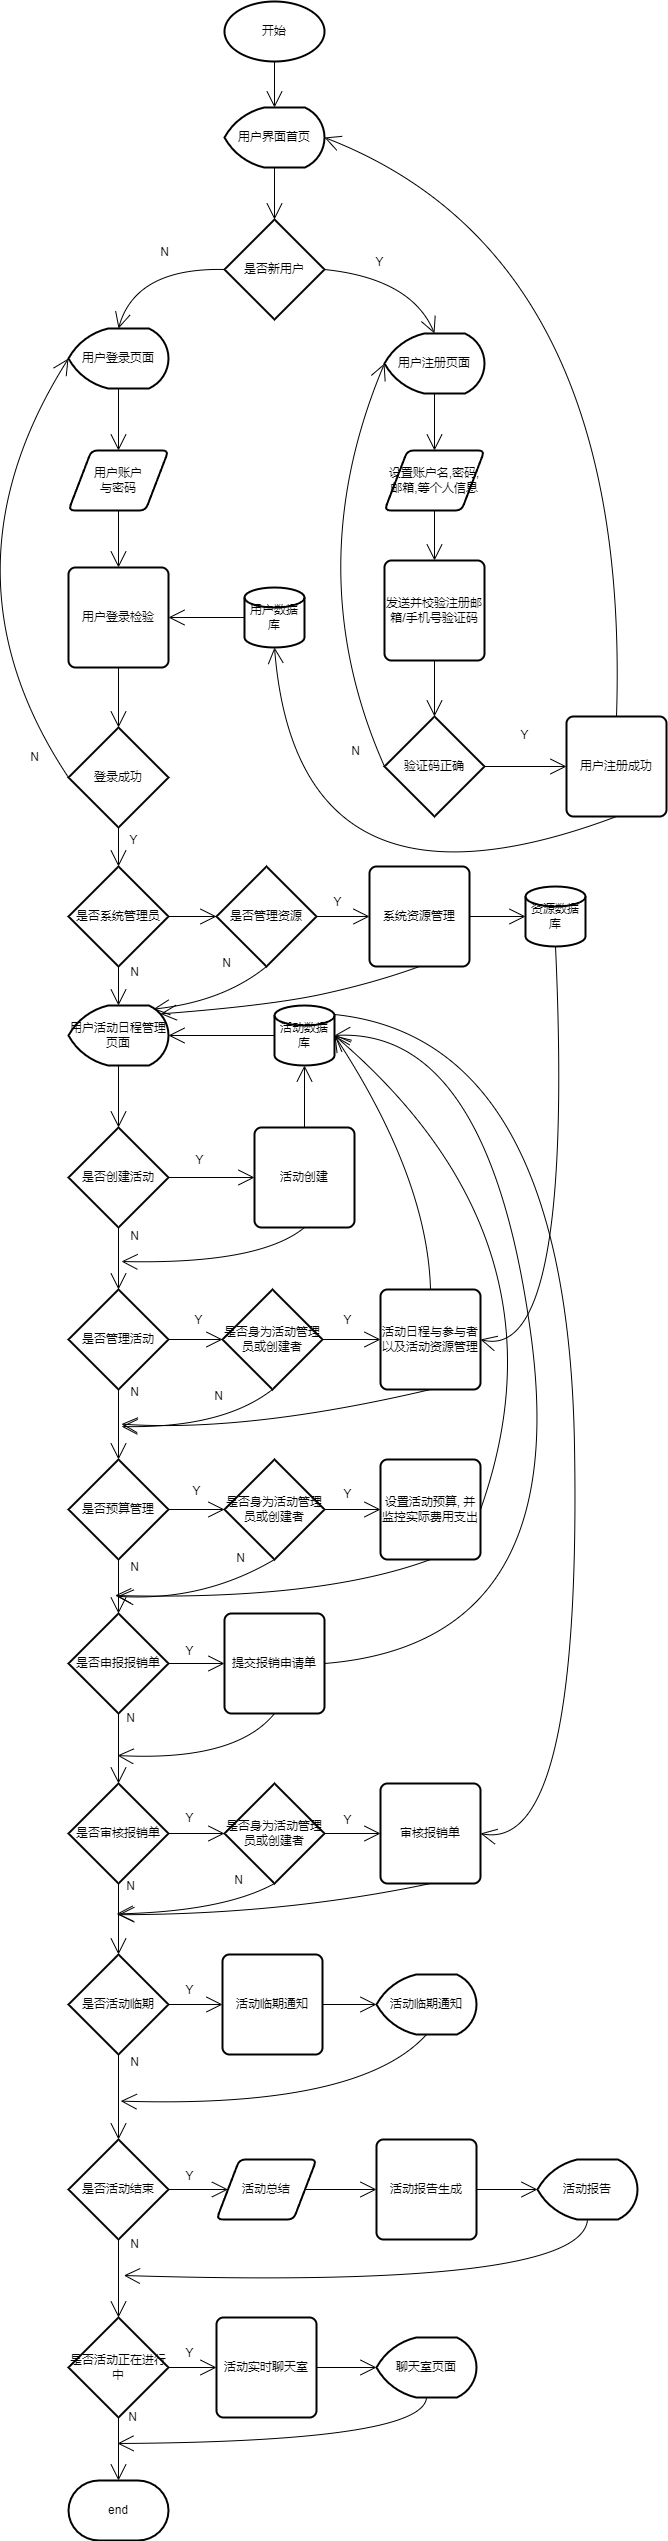 开始
用户界面首页
是否新用户
N
Y
用户登录页面
用户注册页面
用户账户
与密码
设置账户名,密码,
邮箱,等个人信息
用户登录检验
用户数据
库
发送并校验注册邮
箱/手机号验证码
N
登录成功
Y
N
验证码正确
Y
用户注册成功
是否系统管理员
是否管理资源
Y
系统资源管理
资源数据
库
N
N
用户活动日程管理
页面
活动数据
库
是否创建活动
Y
活动创建
N
是否管理活动
Y
是否身为活动管理
员或创建者
Y
活动日程与参与者
以及活动资源管理
N
N
是否预算管理
Y
是否身为活动管理
员或创建者
Y
设置活动预算, 并
监控实际费用支出
N
N
是否申报报销单
Y
提交报销申请单
N
是否审核报销单
Y
是否身为活动管理
员或创建者
Y
审核报销单
N
N
是否活动临期
Y
活动临期通知
活动临期通知
N
是否活动结束
Y
活动总结
活动报告生成
活动报告
N
是否活动正在进行
中
Y
活动实时聊天室
聊天室页面
N
end